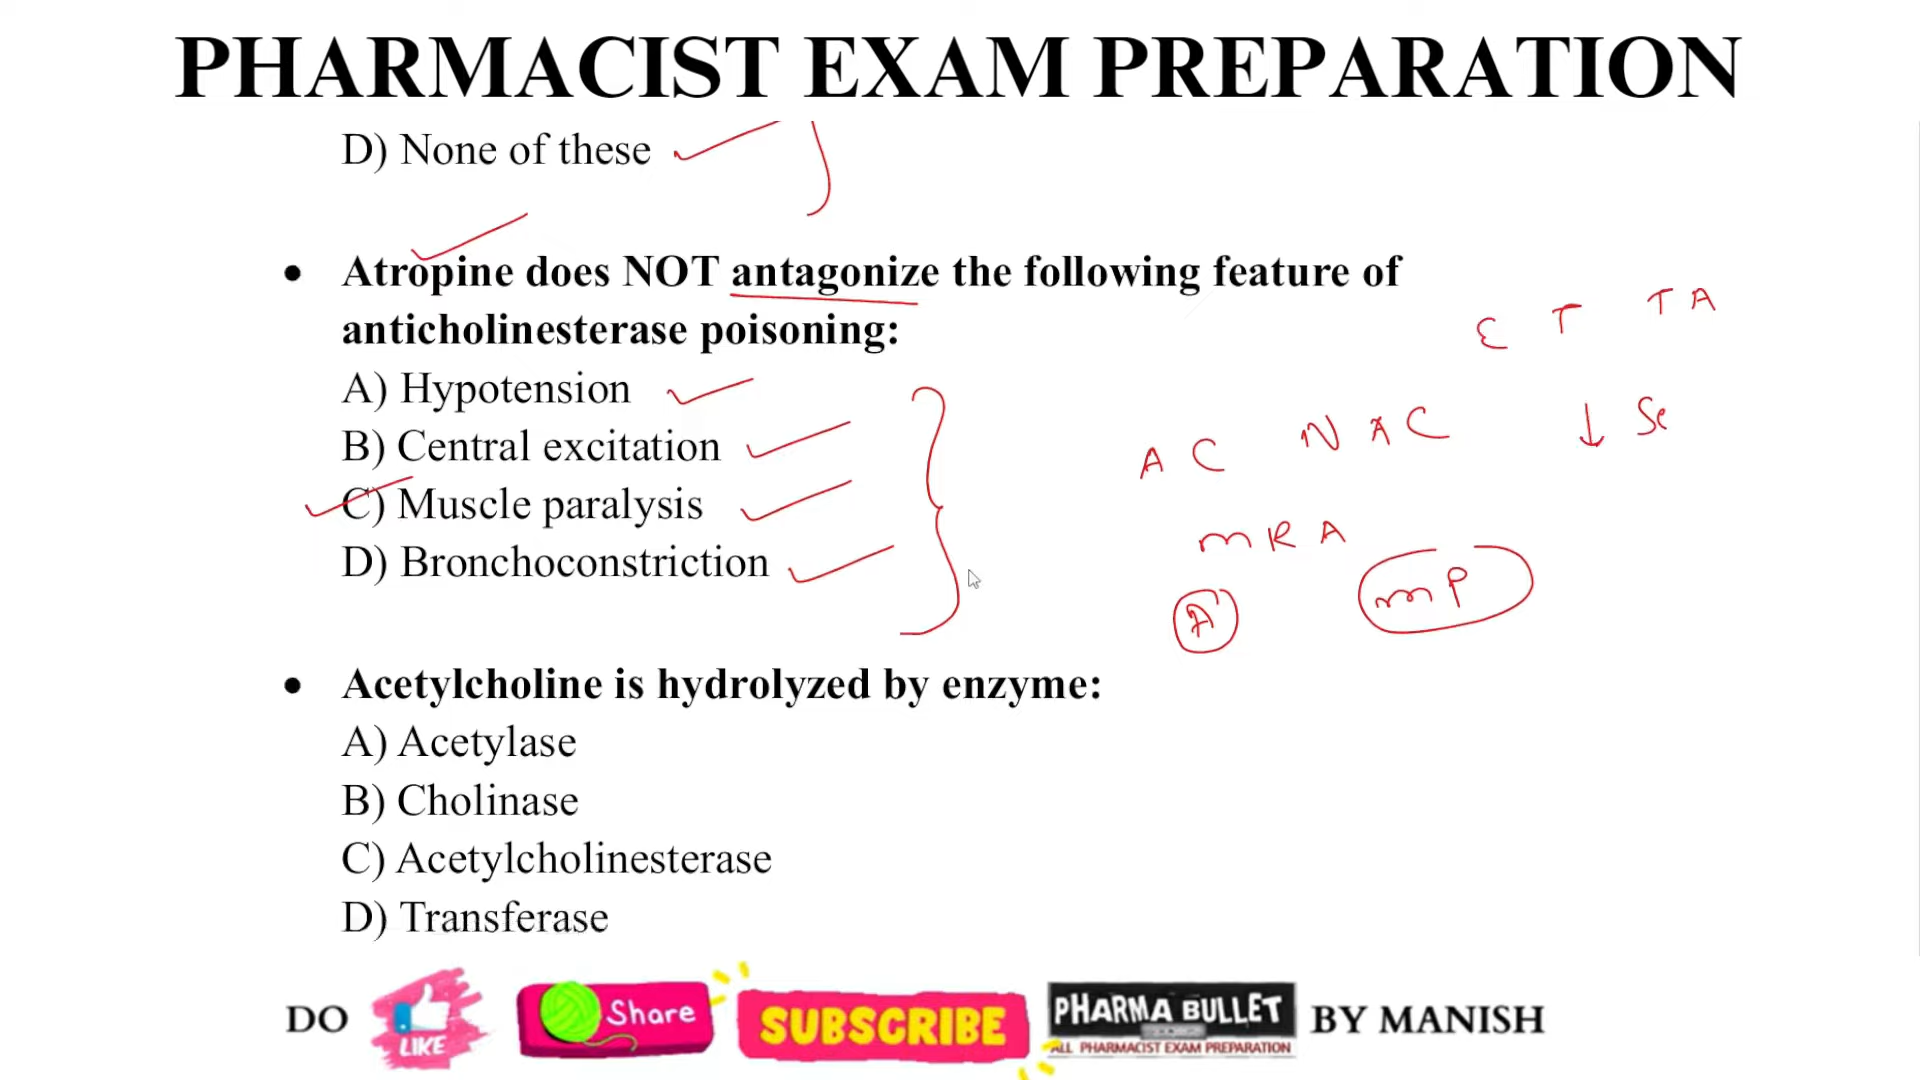 PHARMACIST EXAM PREPARATION
D) None of these
• Atropine does NOT antagonize the following feature of
anticholinesterase poisoning:
A) Hypotension
B) Central excitation
C) Muscle paralysis
D) Bronchoconstriction
E T T A
A C N A C ↓ Se
M R A
A MP
• Acetylcholine is hydrolyzed by enzyme:
A) Acetylase
B) Cholinase
C) Acetylcholinesterase
D) Transferase
DO LIKE Share SUBSCRIBE PHARMA BULLET BY MANISH
ALL PHARMACIST EXAM PREPARATION